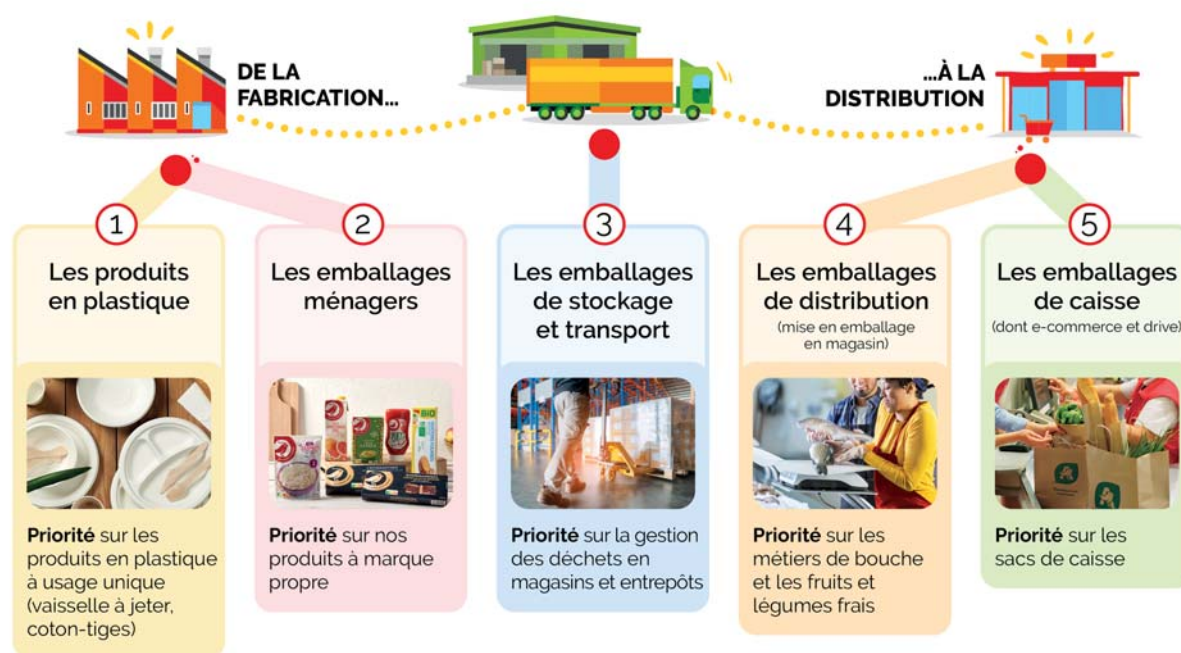 DE LA
FABRICATION...
...À LA
DISTRIBUTION
1
Les produits
en plastique
Priorité sur les
produits en plastique
à usage unique
(vaisselle à jeter,
coton-tiges)
2
Les emballages
ménagers
BIO
Priorité sur nos
produits à marque
propre
3
Les emballages
de stockage
et transport
Priorité sur la gestion
des déchets en
magasins et entrepôts
4
Les emballages
de distribution
(mise en emballage
en magasin)
Priorité sur les
métiers de bouche
et les fruits et
légumes frais
5
Les emballages
de caisse
(dont e-commerce et drive)
Priorité sur les
sacs de caisse